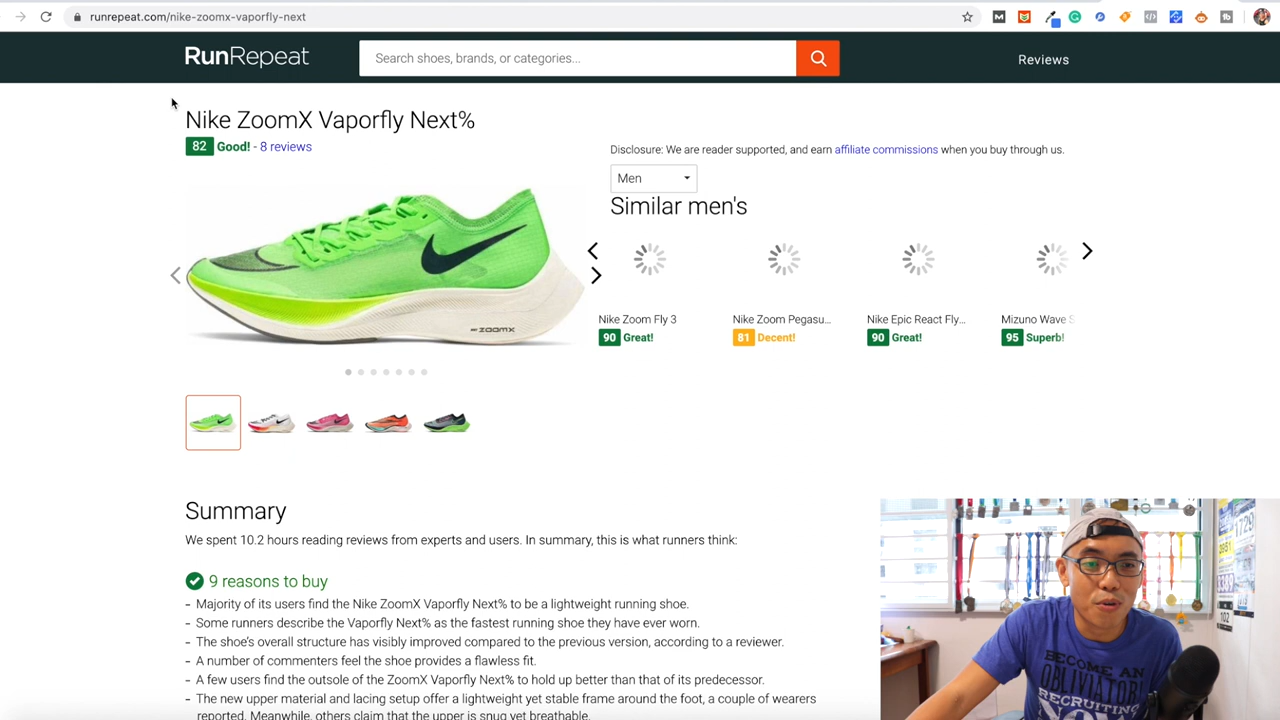 runrepeat.com/nike-zoomx-vaporfly-next
RunRepeat
Search shoes, brands, or categories...
Reviews
Nike ZoomX Vaporfly Next%
82 Good! - 8 reviews
Disclosure: We are reader supported, and earn affiliate commissions when you buy through us.
Men
Similar men's
ZOOMX
Nike Zoom Fly 3
90 Great!
Nike Zoom Pegasu...
81 Decent!
Nike Epic React Fly...
90 Great!
Mizuno Wave S
95 Superb!
Summary
We spent 10.2 hours reading reviews from experts and users. In summary, this is what runners think:
9 reasons to buy
- Majority of its users find the Nike ZoomX Vaporfly Next% to be a lightweight running shoe.
- Some runners describe the Vaporfly Next% as the fastest running shoe they have ever worn.
- The shoe's overall structure has visibly improved compared to the previous version, according to a reviewer.
- A number of commenters feel the shoe provides a flawless fit.
- A few users find the outsole of the ZoomX Vaporfly Next% to hold up better than that of its predecessor.
- The new upper material and lacing setup offer a lightweight yet stable frame around the foot, a couple of wearers
reported. Meanwhile, others claim that the upper is snug yet breathable.
BECOME AN
OBLIVIATOR
RECRUITING
NOW
1729
102